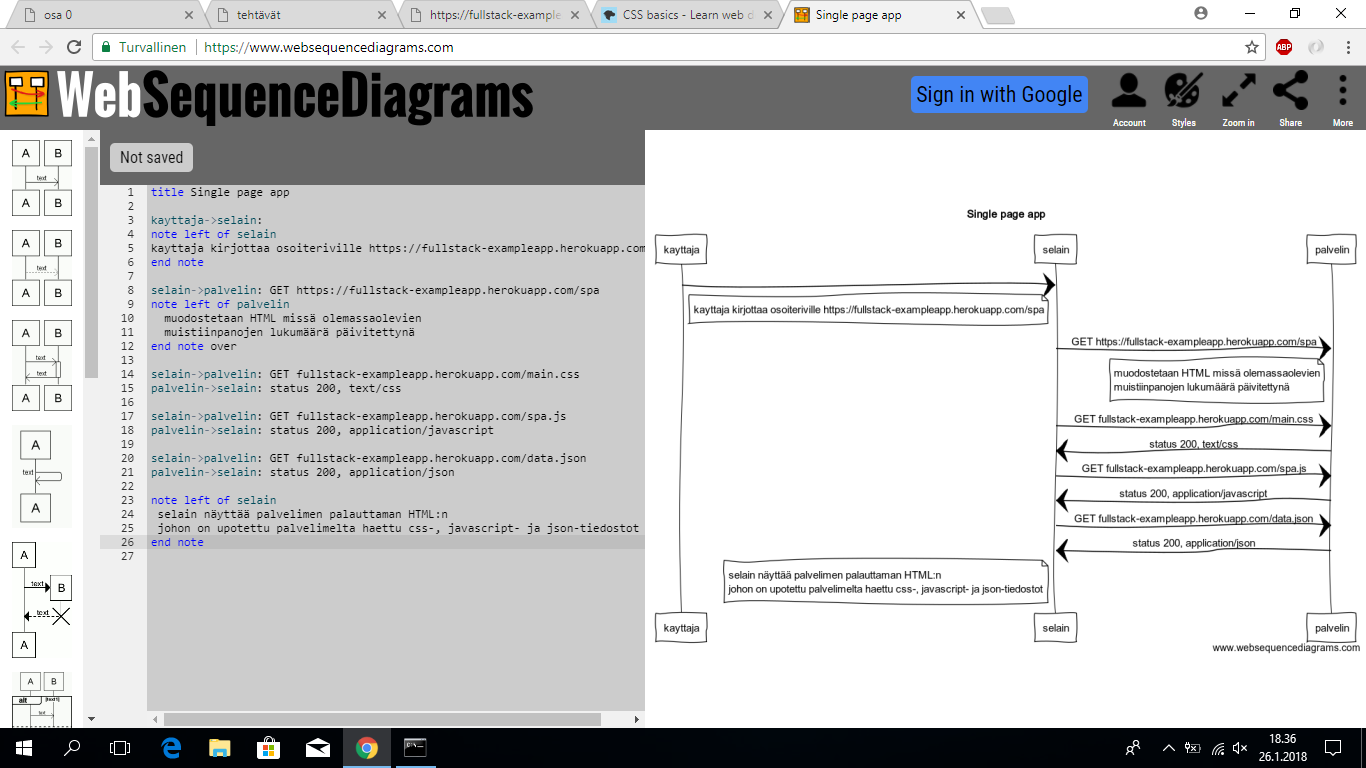 osa 0
tehtävät
https://fullstack-example
CSS basics - Learn web d
Single page app
Turvallinen
https://www.websequencediagrams.com
ABP
WebSequenceDiagrams
Sign in with Google
Account
Styles
Zoom in
Share
More
A B
text
A B
A B
text
A B
A B
text
text
A B
A
text
A
A
text B
text
A
A B
alt [text1]
text
Not saved
1 title Single page app
2
3 kayttaja->selain:
4 note left of selain
5 kayttaja kirjottaa osoiteriville https://fullstack-exampleapp.herokuapp.com
6 end note
7
8 selain->palvelin: GET https://fullstack-exampleapp.herokuapp.com/spa
9 note left of palvelin
10 muodostetaan HTML missä olemassaolevien
11 muistiinpanojen lukumäärä päivitettynä
12 end note over
13
14 selain->palvelin: GET fullstack-exampleapp.herokuapp.com/main.css
15 palvelin->selain: status 200, text/css
16
17 selain->palvelin: GET fullstack-exampleapp.herokuapp.com/spa.js
18 palvelin->selain: status 200, application/javascript
19
20 selain->palvelin: GET fullstack-exampleapp.herokuapp.com/data.json
21 palvelin->selain: status 200, application/json
22
23 note left of selain
24 selain näyttää palvelimen palauttaman HTML:n
25 johon on upotettu palvelimelta haettu css-, javascript- ja json-tiedostot
26 end note
27
Single page app
kayttaja
selain
palvelin
kayttaja kirjottaa osoiteriville https://fullstack-exampleapp.herokuapp.com/spa
GET https://fullstack-exampleapp.herokuapp.com/spa
muodostetaan HTML missä olemassaolevien
muistiinpanojen lukumäärä päivitettynä
GET fullstack-exampleapp.herokuapp.com/main.css
status 200, text/css
GET fullstack-exampleapp.herokuapp.com/spa.js
status 200, application/javascript
GET fullstack-exampleapp.herokuapp.com/data.json
status 200, application/json
selain näyttää palvelimen palauttaman HTML:n
johon on upotettu palvelimelta haettu css-, javascript- ja json-tiedostot
kayttaja
selain
palvelin
www.websequencediagrams.com
18.36
26.1.2018